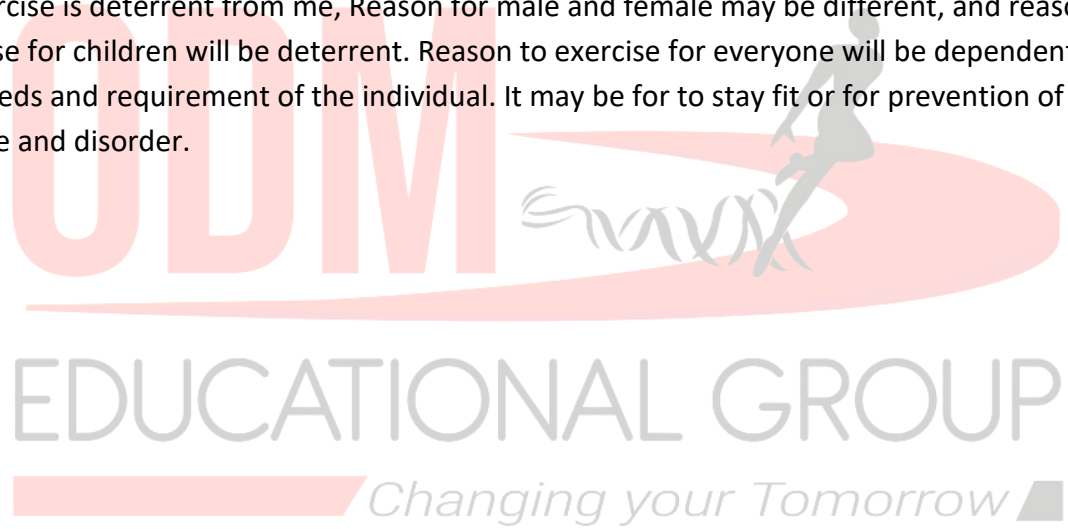 rcise is deterrent from me, Reason for male and female may be different, and reaso
se for children will be deterrent. Reason to exercise for everyone will be dependent
eds and requirement of the individual. It may be for to stay fit or for prevention of
e and disorder.
ODM
EDUCATIONAL GROUP
Changing your Tomorrow